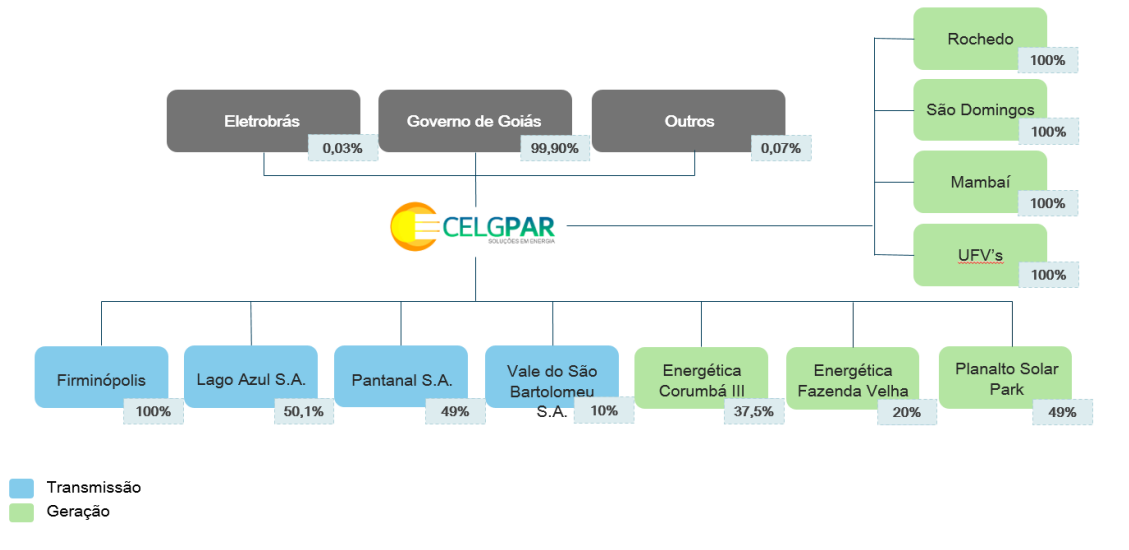 Rochedo
100%
São Domingos
100%
Mambaí
100%
UFV's
100%
Eletrobrás
0,03%
Governo de Goiás
99,90%
Outros
0,07%
CELGPAR
SOLUÇÕES EM ENERGIA
Firminópolis
100%
Lago Azul S.A.
50,1%
Pantanal S.A.
49%
Vale do São
Bartolomeu
S.A.
10%
Energética
Corumbá III
37,5%
Energética
Fazenda Velha
20%
Planalto Solar
Park
49%
Transmissão
Geração